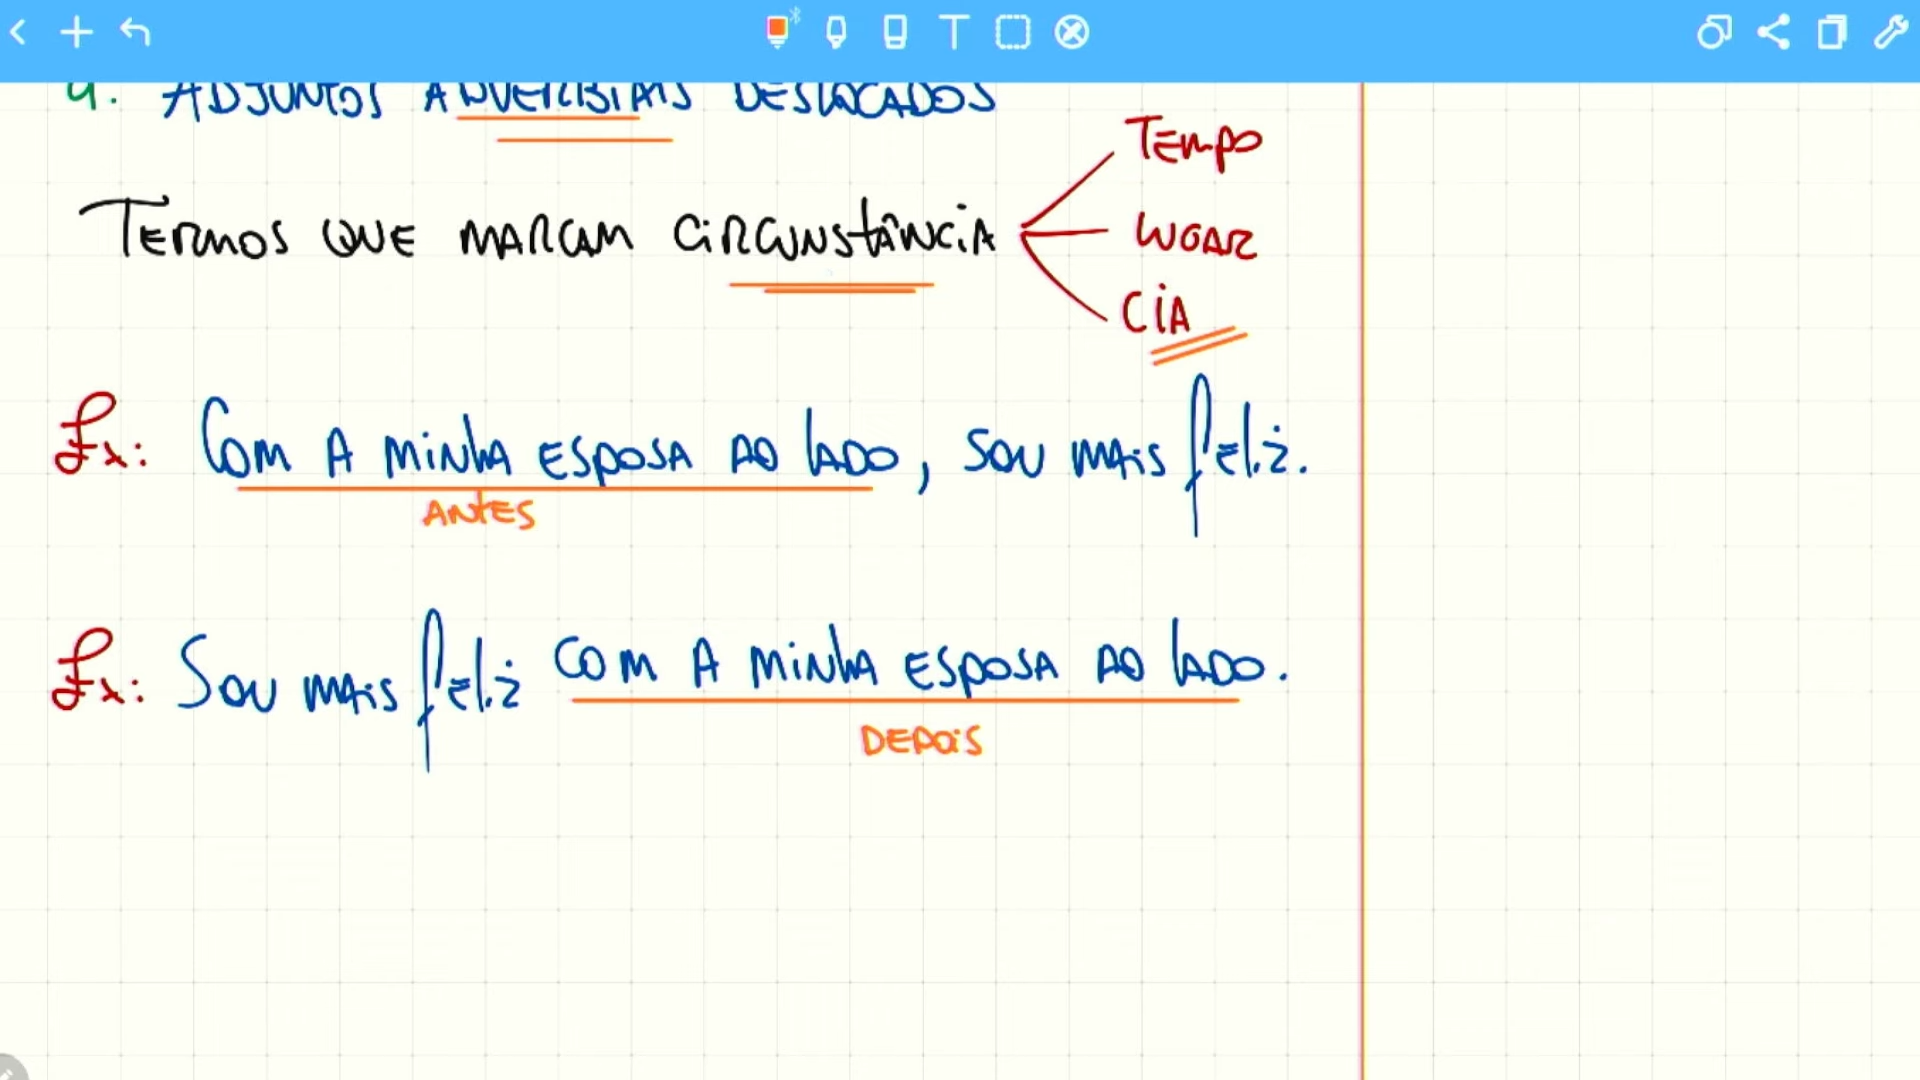 4. ADJUNTOS ADVERBIAIS DESLOCADOS
TERMOS QUE MARCAM CIRCUNSTÂNCIA
TEMPO
LUGAR
CIA
Ex: COM A MINHA ESPOSA AO LADO, SOU MAIS FELIZ.
ANTES
Ex: SOU MAIS FELIZ COM A MINHA ESPOSA AO LADO.
DEPOIS